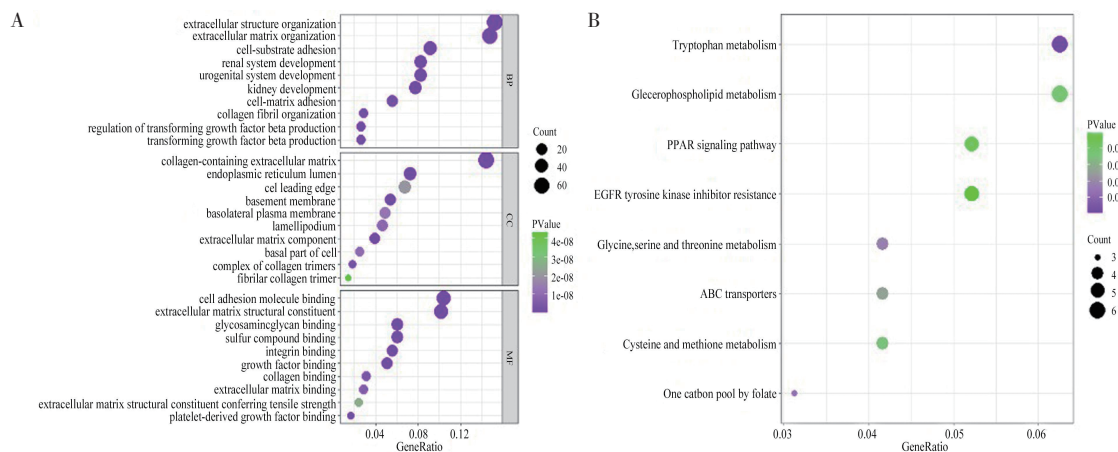 A
extracellular structure organization
extracellular matrix organization
cell-substrate adhesion
renal system development
urogenital system development
kidney development
cell-matrix adhesion
collagen fibril organization
regulation of transforming growth factor beta production
transforming growth factor beta production
BP
collagen-containing extracellular matrix
endoplasmic reticulum lumen
cel leading edge
basement membrane
basolateral plasma membrane
lamellipodium
extracellular matrix component
basal part of cell
complex of collagen trimers
fibrilar collagen trimer
CC
cell adhesion molecule binding
extracellular matrix structural constituent
glycosamincglycan binding
sulfur compound binding
integrin binding
growth factor binding
collagen binding
extracellular matrix binding
extracellular matrix structural constituent conferring tensile strength
platelet-derived growth factor binding
MF
0.04 0.08 0.12
GeneRatio
Count
20
40
60
PValue
4e-08
3e-08
2e-08
1e-08
B
Tryptophan metabolism
Glecerophospholipid metabolism
PPAR signaling pathway
EGFR tyrosine kinase inhibitor resistance
Glycine,serine and threonine metabolism
ABC transporters
Cysteine and methione metabolism
One catbon pool by folate
0.03 0.04 0.05 0.06
GeneRatio
PValue
0.0
0.0
0.0
Count
3
4
5
6